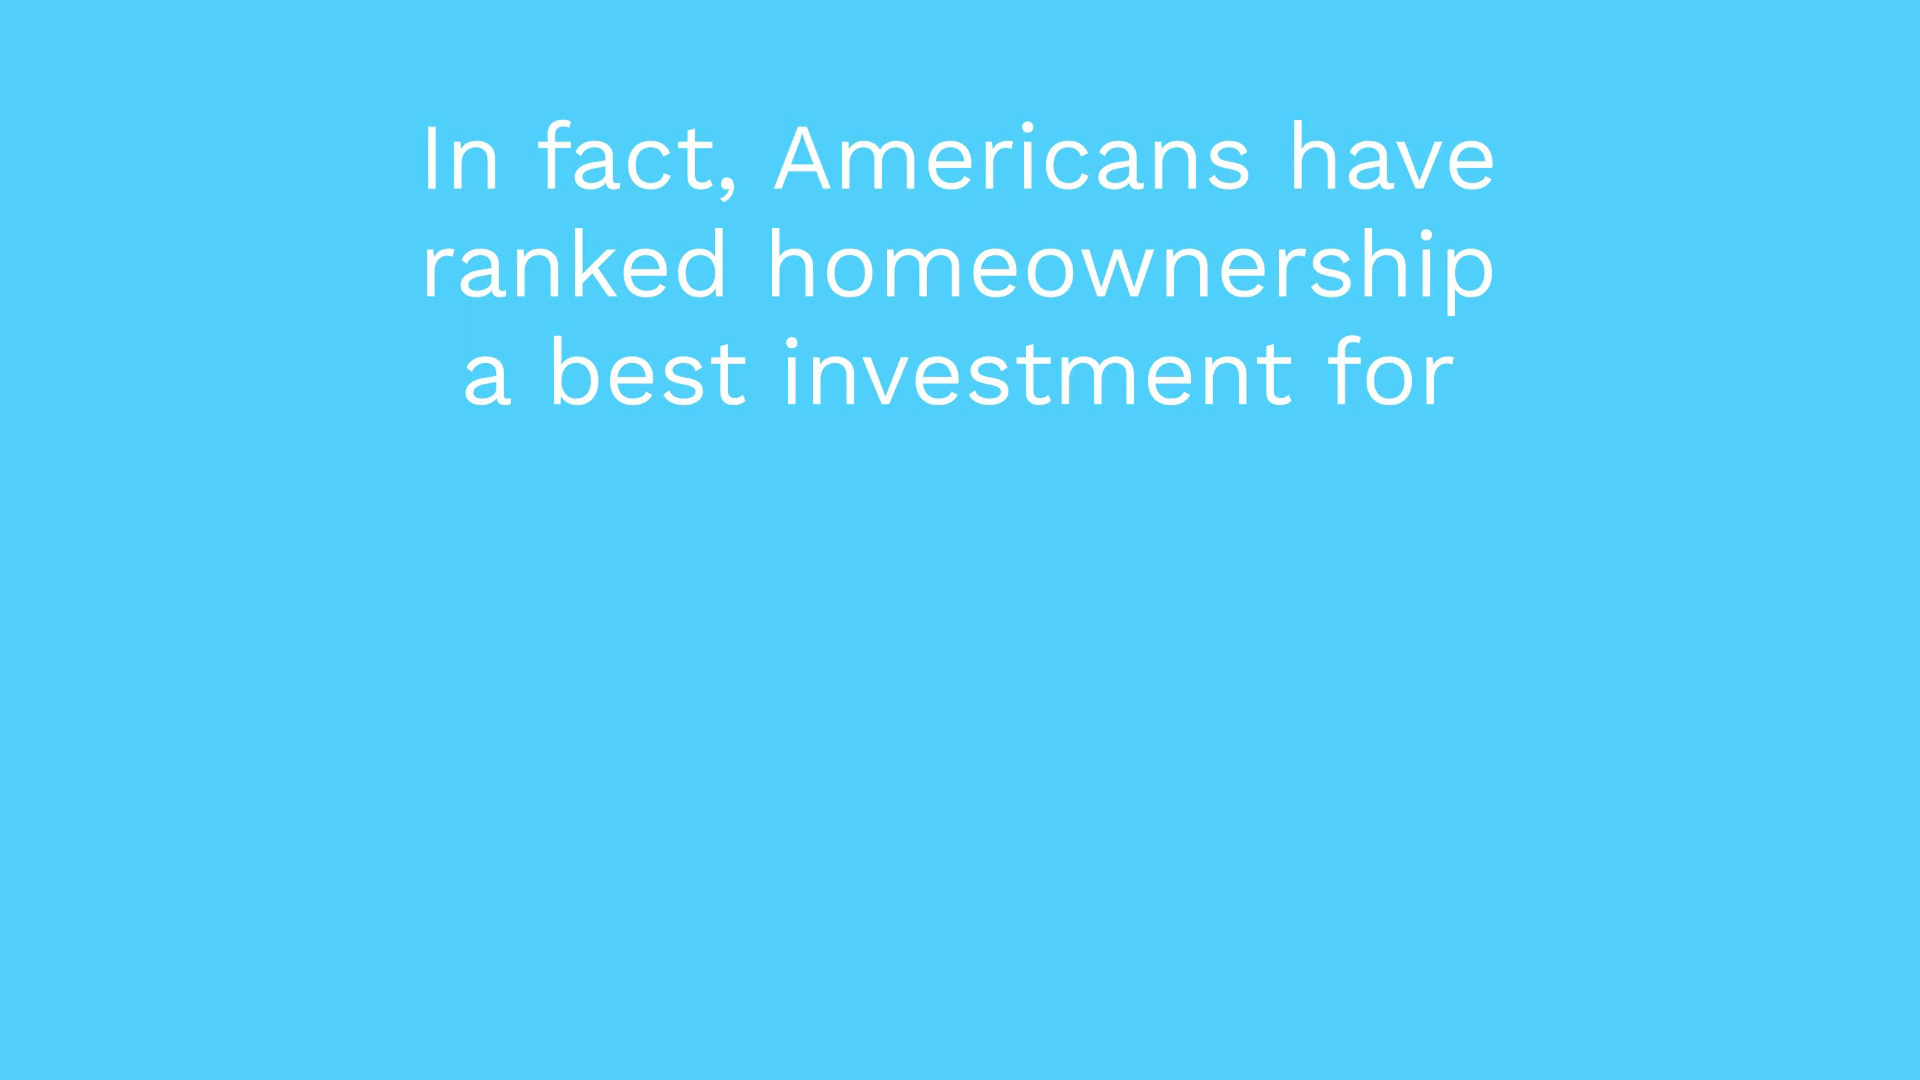 In fact, Americans have
ranked homeownership
a best investment for